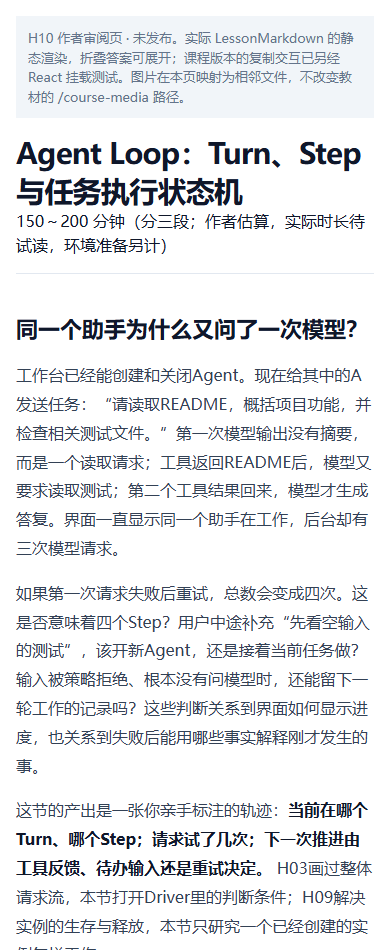 H10 作者审阅页 · 未发布。实际 LessonMarkdown 的静
态渲染，折叠答案可展开；课程版本的复制交互已另经
React 挂载测试。图片在本页映射为相邻文件，不改变教
材的 /course-media 路径。
Agent Loop：Turn、Step
与任务执行状态机
150～200 分钟（分三段；作者估算，实际时长待
试读，环境准备另计）
同一个助手为什么又问了一次模型？
工作台已经能创建和关闭Agent。现在给其中的A
发送任务：“请读取README，概括项目功能，并
检查相关测试文件。”第一次模型输出没有摘要，
而是一个读取请求；工具返回README后，模型又
要求读取测试；第二个工具结果回来，模型才生成
答复。界面一直显示同一个助手在工作，后台却有
三次模型请求。
如果第一次请求失败后重试，总数会变成四次。这
是否意味着四个Step？用户中途补充“先看空输入
的测试”，该开新Agent，还是接着当前任务做？
输入被策略拒绝、根本没有问模型时，还能留下一
轮工作的记录吗？这些判断关系到界面如何显示进
度，也关系到失败后能用哪些事实解释刚才发生的
事。
这节的产出是一张你亲手标注的轨迹：当前在哪个
Turn、哪个Step；请求试了几次；下一次推进由
工具反馈、待办输入还是重试决定。 H03画过整体
请求流，本节打开Driver里的判断条件；H09解决
实例的生存与释放，本节只研究一个已经创建的实